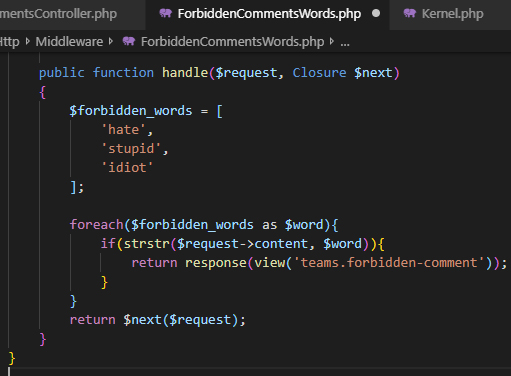 mentsController.php
ForbiddenCommentsWords.php
Kernel.php
Http > Middleware > ForbiddenCommentsWords.php > ...
public function handle($request, Closure $next)
{
$forbidden_words = [
'hate',
'stupid',
'idiot'
];
foreach($forbidden_words as $word){
if(strstr($request->content, $word)){
return response(view('teams.forbidden-comment'));
}
}
return $next($request);
}
}